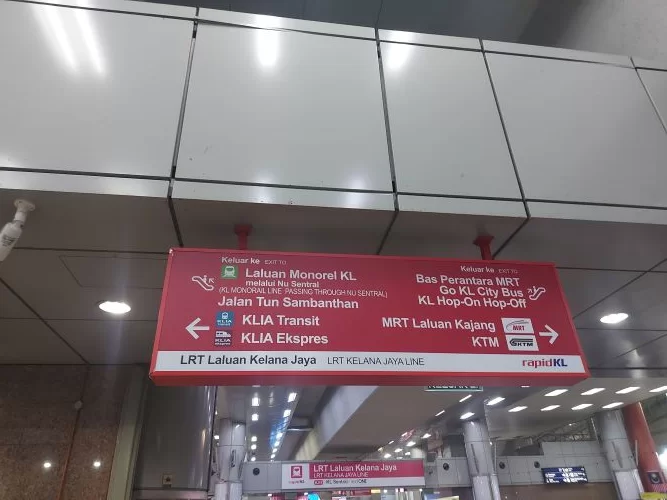 Keluar ke EXIT TO
Laluan Monorel KL
melalui Nu Sentral
(KL MONORAIL LINE PASSING THROUGH NU SENTRAL)
Jalan Tun Sambanthan
KLIA Transit
KLIA Ekspres
Keluar ke EXIT TO
Bas Perantara MRT
Go KL City Bus
KL Hop-On Hop-Off
MRT Laluan Kajang
MRT
KTM
KTM
LRT Laluan Kelana Jaya LRT KELANA JAYA LINE
rapidKL
LRT Laluan Kelana Jaya
LRT KELANA JAYA LINE
KL Sentral